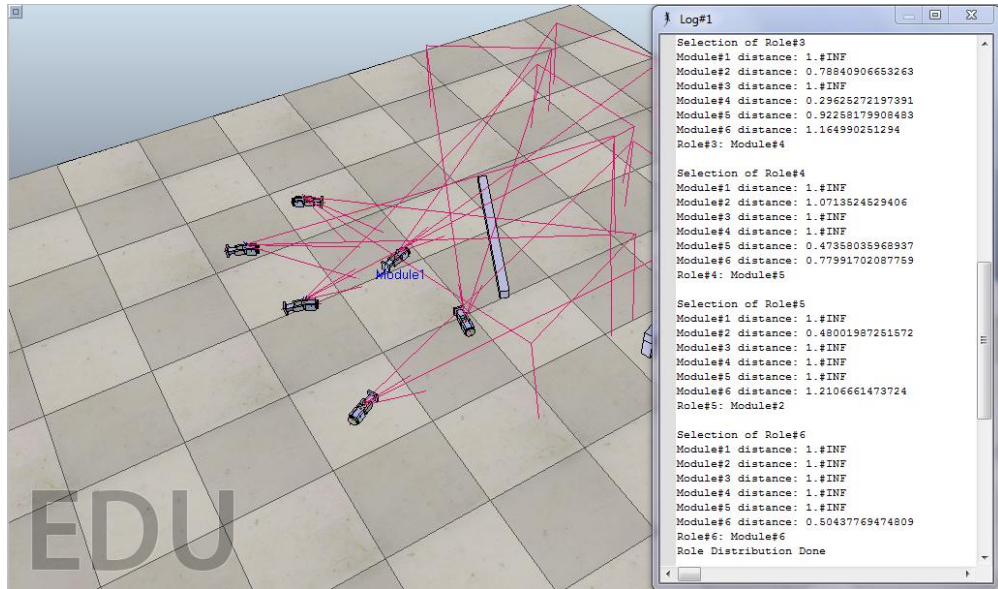 Log#1
Selection of Role#3
Module#1 distance: 1.#INF
Module#2 distance: 0.78840906653263
Module#3 distance: 1.#INF
Module#4 distance: 0.29625272197391
Module#5 distance: 0.92258179908483
Module#6 distance: 1.164990251294
Role#3: Module#4
Selection of Role#4
Module#1 distance: 1.#INF
Module#2 distance: 1.0713524529406
Module#3 distance: 1.#INF
Module#4 distance: 1.#INF
Module#5 distance: 0.47358035968937
Module#6 distance: 0.77991702087759
Role#4: Module#5
Selection of Role#5
Module#1 distance: 1.#INF
Module#2 distance: 0.48001987251572
Module#3 distance: 1.#INF
Module#4 distance: 1.#INF
Module#5 distance: 1.#INF
Module#6 distance: 1.2106661473724
Role#5: Module#2
Selection of Role#6
Module#1 distance: 1.#INF
Module#2 distance: 1.#INF
Module#3 distance: 1.#INF
Module#4 distance: 1.#INF
Module#5 distance: 1.#INF
Module#6 distance: 0.50437769474809
Role#6: Module#6
Role Distribution Done
Module1
EDU